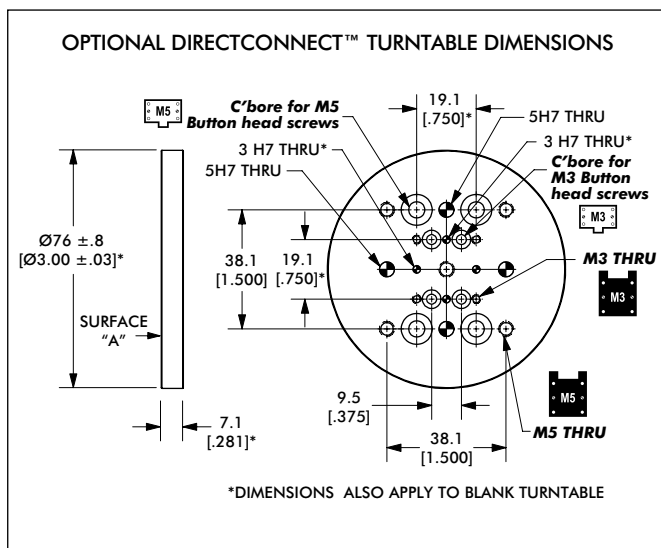 OPTIONAL DIRECTCONNECT™ TURNTABLE DIMENSIONS
M5
C'bore for M5
Button head screws
19.1
[.750]*
5H7 THRU
3 H7 THRU*
3 H7 THRU*
5H7 THRU
C'bore for
M3 Button
head screws
M3
Ø76 ±.8
[Ø3.00 ±.03]*
38.1
[1.500]
19.1
[.750]*
M3 THRU
M3
SURFACE
"A"
9.5
[.375]
M5
7.1
[.281]*
38.1
[1.500]
M5 THRU
*DIMENSIONS ALSO APPLY TO BLANK TURNTABLE